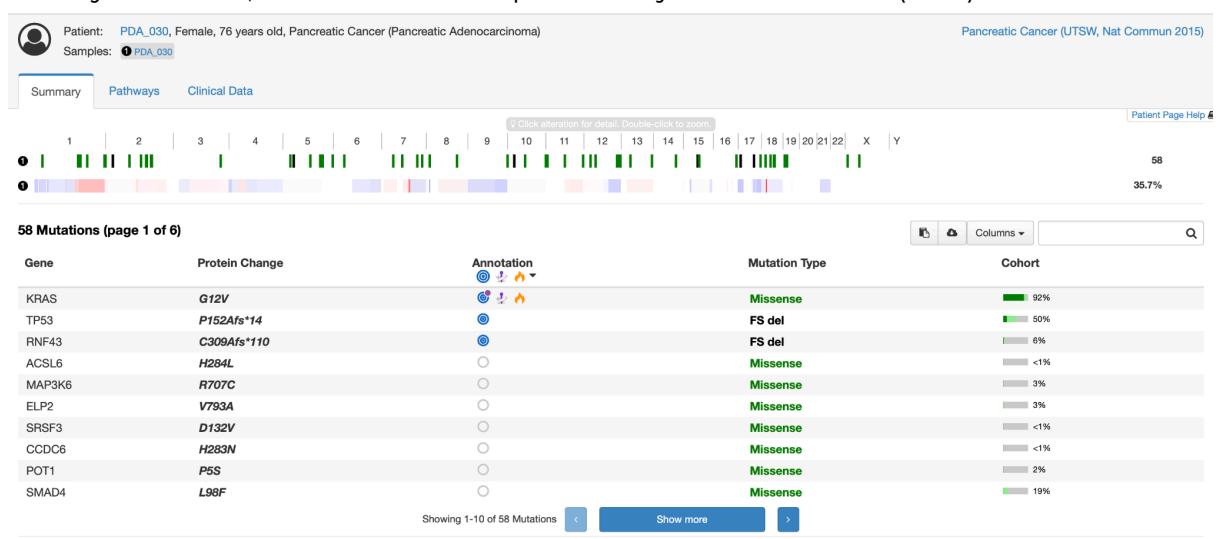 Patient: PDA_030, Female, 76 years old, Pancreatic Cancer (Pancreatic Adenocarcinoma)
Pancreatic Cancer (UTSW, Nat Commun 2015)
Samples: 1 PDA_030
Summary Pathways Clinical Data
Patient Page Help
Click alteration for detail. Double-click to zoom.
1 2 3 4 5 6 7 8 9 10 11 12 13 14 15 16 17 18 19 20 21 22 X Y
1 58
1 35.7%
58 Mutations (page 1 of 6)
Columns
Gene Protein Change Annotation Mutation Type Cohort
KRAS G12V Missense 92%
TP53 P152Afs*14 FS del 50%
RNF43 C309Afs*110 FS del 6%
ACSL6 H284L Missense <1%
MAP3K6 R707C Missense 3%
ELP2 V793A Missense 3%
SRSF3 D132V Missense <1%
CCDC6 H283N Missense <1%
POT1 P5S Missense 2%
SMAD4 L98F Missense 19%
Showing 1-10 of 58 Mutations < Show more >